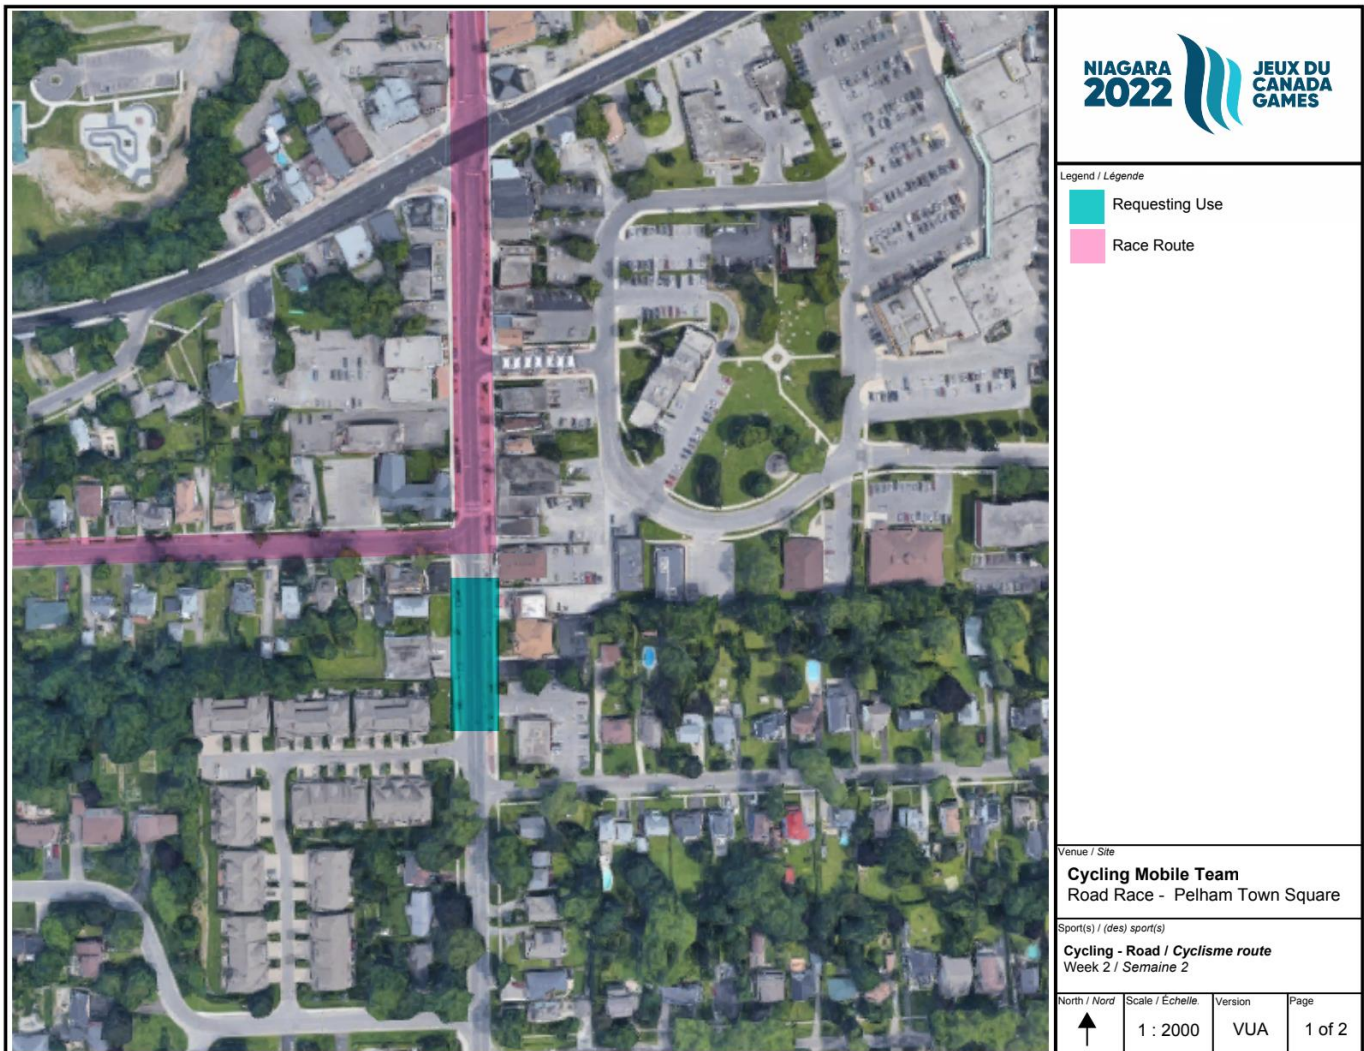 NIAGARA
2022
JEUX DU
CANADA
GAMES
Legend / Légende
Requesting Use
Race Route
Venue / Site
Cycling Mobile Team
Road Race - Pelham Town Square
Sport(s) / (des) sport(s)
Cycling - Road / Cyclisme route
Week 2 / Semaine 2
North / Nord
Scale / Échelle.
Version
Page
1 : 2000
VUA
1 of 2